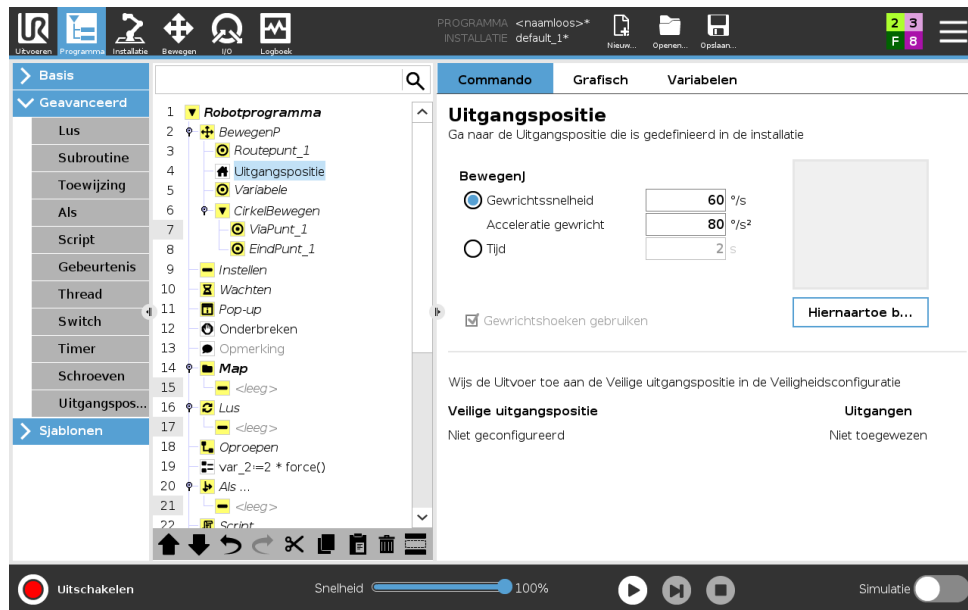 UR
PROGRAMMA <naamloos>*
INSTALLATIE default_1*
2 3
F 8
Uitvoeren Programma Installatie Bewegen I/O Logboek Nieuw... Openen... Opslaan...
Basis
Geavanceerd
Lus
Subroutine
Toewijzing
Als
Script
Gebeurtenis
Thread
Switch
Timer
Schroeven
Uitgangspos...
Sjablonen
1 Robotprogramma
2 BewegenP
3 Routepunt_1
4 Uitgangspositie
5 Variabele
6 CirkelBewegen
7 ViaPunt_1
8 EindPunt_1
9 Instellen
10 Wachten
11 Pop-up
12 Onderbreken
13 Opmerking
14 Map
15 <leeg>
16 Lus
17 <leeg>
18 Oproepen
19 var_2:=2 * force()
20 Als ...
21 <leeg>
22 Script
Commando Grafisch Variabelen
Uitgangspositie
Ga naar de Uitgangspositie die is gedefinieerd in de installatie
BewegenJ
Gewrichtssnelheid 60 °/s
Acceleratie gewricht 80 °/s²
Tijd 2 s
Gewrichtshoeken gebruiken
Hiernaartoe b...
Wijs de Uitvoer toe aan de Veilige uitgangspositie in de Veiligheidsconfiguratie
Veilige uitgangspositie Uitgangen
Niet geconfigureerd Niet toegewezen
Uitschakelen Snelheid 100% Simulatie